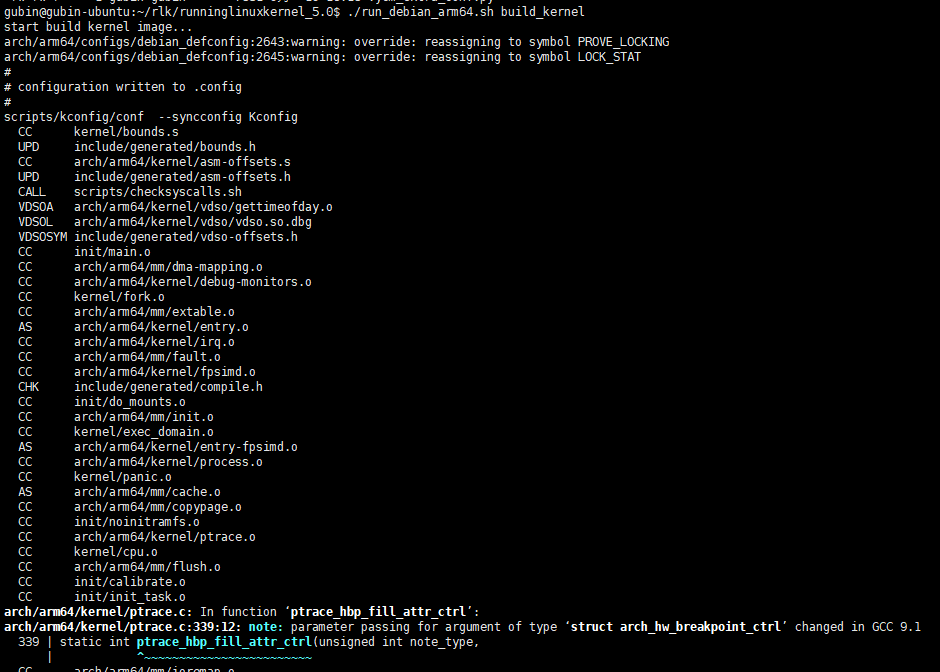 gubin@gubin-ubuntu:~/rlk/runninglinuxkernel_5.0$ ./run_debian_arm64.sh build_kernel
start build kernel image...
arch/arm64/configs/debian_defconfig:2643:warning: override: reassigning to symbol PROVE_LOCKING
arch/arm64/configs/debian_defconfig:2645:warning: override: reassigning to symbol LOCK_STAT
#
# configuration written to .config
#
scripts/kconfig/conf  --syncconfig Kconfig
  CC      kernel/bounds.s
  UPD     include/generated/bounds.h
  CC      arch/arm64/kernel/asm-offsets.s
  UPD     include/generated/asm-offsets.h
  CALL    scripts/checksyscalls.sh
  VDSOA   arch/arm64/kernel/vdso/gettimeofday.o
  VDSOL   arch/arm64/kernel/vdso/vdso.so.dbg
  VDSOSYM include/generated/vdso-offsets.h
  CC      init/main.o
  CC      arch/arm64/mm/dma-mapping.o
  CC      arch/arm64/kernel/debug-monitors.o
  CC      kernel/fork.o
  CC      arch/arm64/mm/extable.o
  AS      arch/arm64/kernel/entry.o
  CC      arch/arm64/kernel/irq.o
  CC      arch/arm64/mm/fault.o
  CC      arch/arm64/kernel/fpsimd.o
  CHK     include/generated/compile.h
  CC      init/do_mounts.o
  CC      arch/arm64/mm/init.o
  CC      kernel/exec_domain.o
  AS      arch/arm64/kernel/entry-fpsimd.o
  CC      arch/arm64/kernel/process.o
  CC      kernel/panic.o
  AS      arch/arm64/mm/cache.o
  CC      arch/arm64/mm/copypage.o
  CC      init/noinitramfs.o
  CC      arch/arm64/kernel/ptrace.o
  CC      kernel/cpu.o
  CC      arch/arm64/mm/flush.o
  CC      init/calibrate.o
  CC      init/init_task.o
arch/arm64/kernel/ptrace.c: In function ‘ptrace_hbp_fill_attr_ctrl’:
arch/arm64/kernel/ptrace.c:339:12: note: parameter passing for argument of type ‘struct arch_hw_breakpoint_ctrl’ changed in GCC 9.1
  339 | static int ptrace_hbp_fill_attr_ctrl(unsigned int note_type,
      |            ^~~~~~~~~~~~~~~~~~~~~~~~~
  CC      arch/arm64/mm/ioremap.o